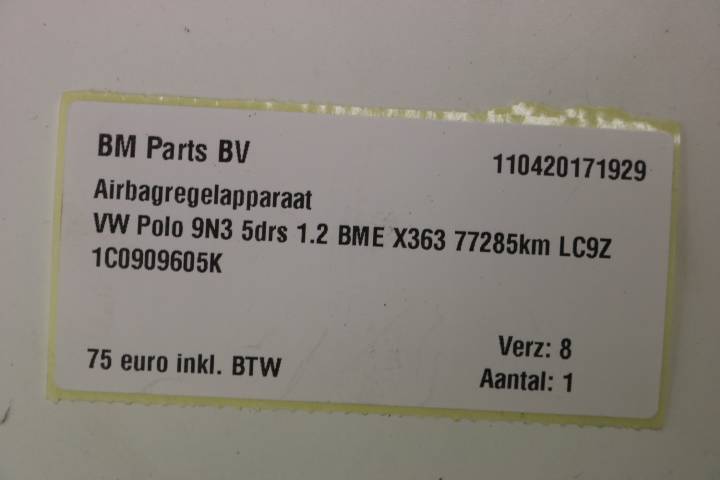 BM Parts BV
110420171929
Airbagregelapparaat
VW Polo 9N3 5drs 1.2 BME X363 77285km LC9Z
1C0909605K
75 euro inkl. BTW
Verz: 8
Aantal: 1